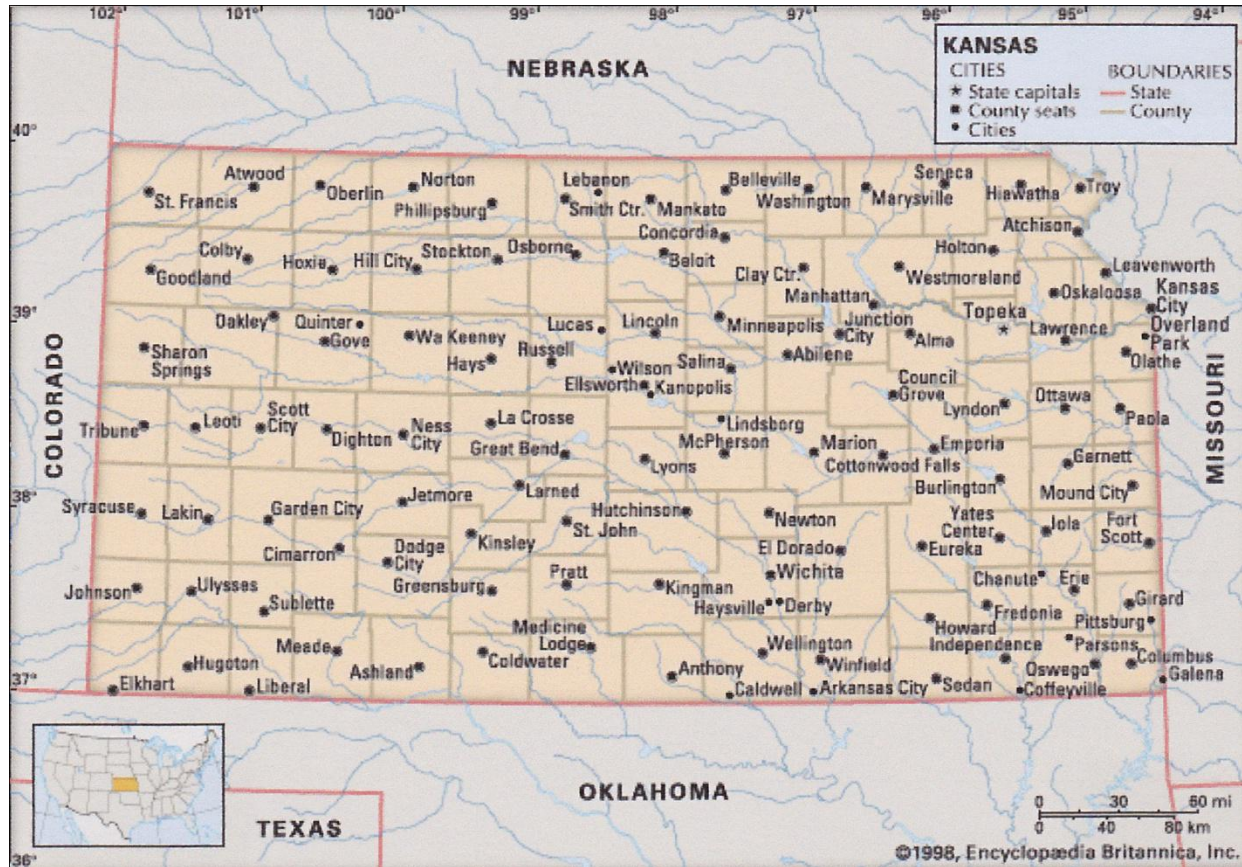 102° 101° 100° 99° 98° 97° 96° 95° 94°
KANSAS
CITIES
State capitals
County seats
Cities
BOUNDARIES
State
County
NEBRASKA
40°
Atwood
St. Francis
Oberlin
Norton
Phillipsburg
Lebanon
Smith Ctr.
Mankato
Belleville
Washington
Marysville
Seneca
Hiawatha
Troy
Atchison
Concordia
Holton
Colby
Goodland
Hoxie
Hill City
Stockton
Osborne
Beloit
Clay Ctr.
Westmoreland
Leavenworth
Oskaloosa
Kansas
City
39°
Manhattan
Topeka
Oakley
Quinter
Gove
Wa Keeney
Hays
Lucas
Russell
Lincoln
Minneapolis
Junction
City
Alma
Lawrence
Overland
Park
Olathe
Abilene
COLORADO
MISSOURI
Sharon
Springs
Wilson
Salina
Ellsworth
Kanopolis
Council
Grove
Lyndon
Ottawa
Paola
Tribune
Leoti
Scott
City
Dighton
Ness
City
La Crosse
Great Bend
Lindsborg
McPherson
Lyons
Marion
Cottonwood Falls
Emporia
Garnett
38°
Burlington
Mound City
Syracuse
Lakin
Garden City
Jetmore
Larned
Hutchinson
St. John
Newton
Yates
Center
Iola
Fort
Scott
Cimarron
Dodge
City
Kinsley
El Dorado
Eureka
Johnson
Ulysses
Sublette
Greensburg
Pratt
Kingman
Wichita
Haysville
Derby
Chanute
Erie
Fredonia
Girard
Pittsburg
Howard
Independence
Parsons
Meade
Medicine
Lodge
Wellington
Winfield
Oswego
Columbus
Galena
37°
Hugoton
Ashland
Coldwater
Anthony
Elkhart
Liberal
Caldwell
Arkansas City
Sedan
Coffeyville
OKLAHOMA
TEXAS
0 30 60 mi
0 40 80 km
36°
©1998, Encyclopædia Britannica, Inc.